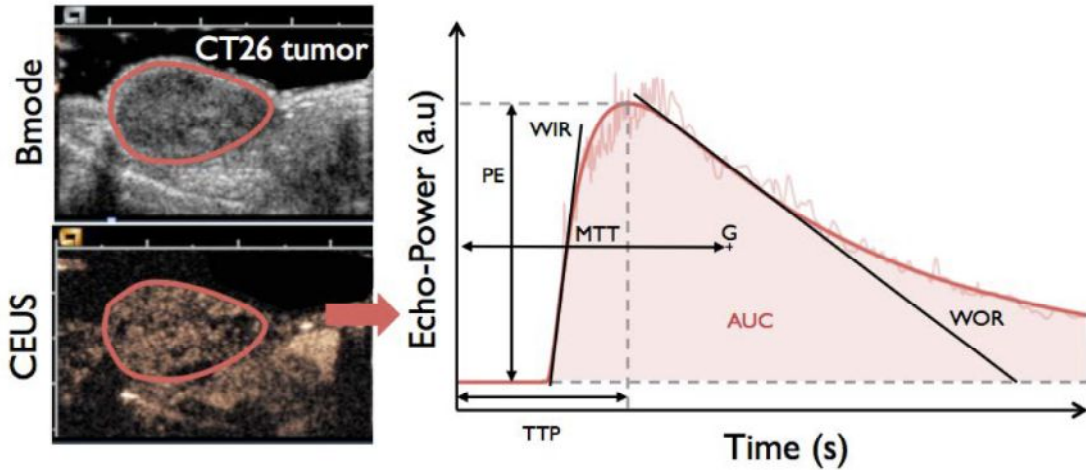 Bmode
CT26 tumor
CEUS
Echo-Power (a.u)
WIR
PE
MTT
G
AUC
WOR
TTP
Time (s)